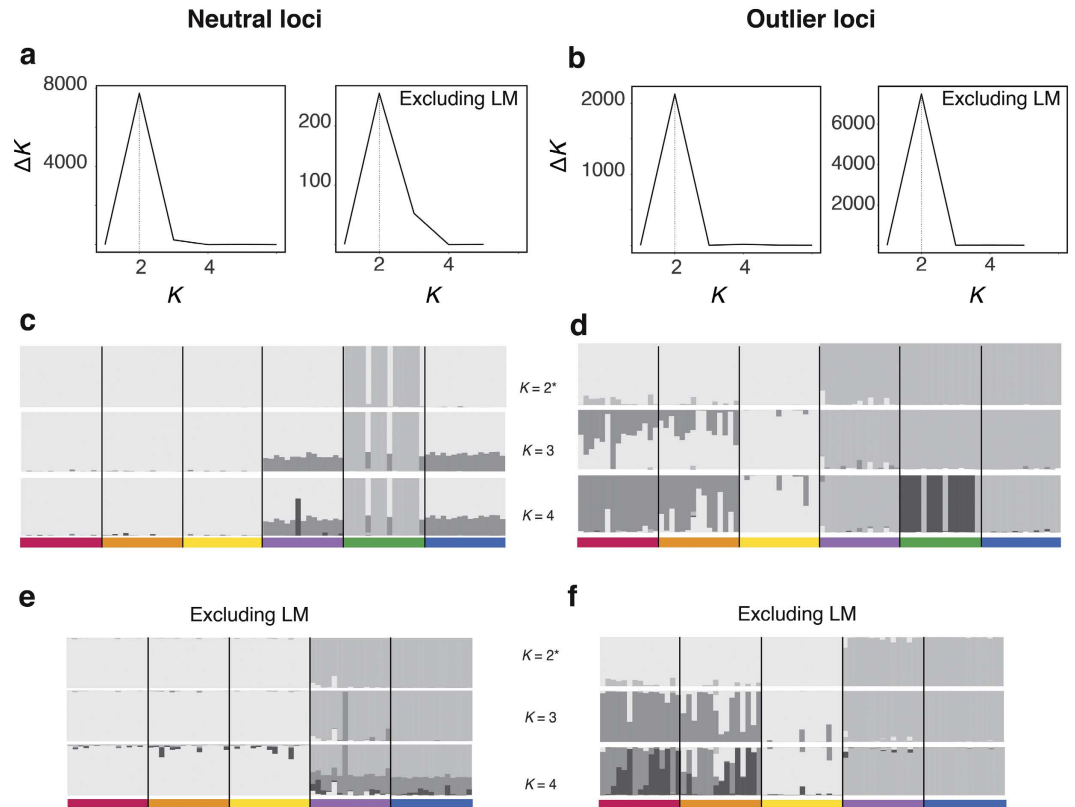 Neutral loci
Outlier loci
a
b
8000
4000
ΔK
2
4
K
Excluding LM
200
100
2
4
K
2000
1000
ΔK
2
4
K
Excluding LM
6000
4000
2000
2
4
K
c
d
K = 2*
K = 3
K = 4
e
f
Excluding LM
Excluding LM
K = 2*
K = 3
K = 4